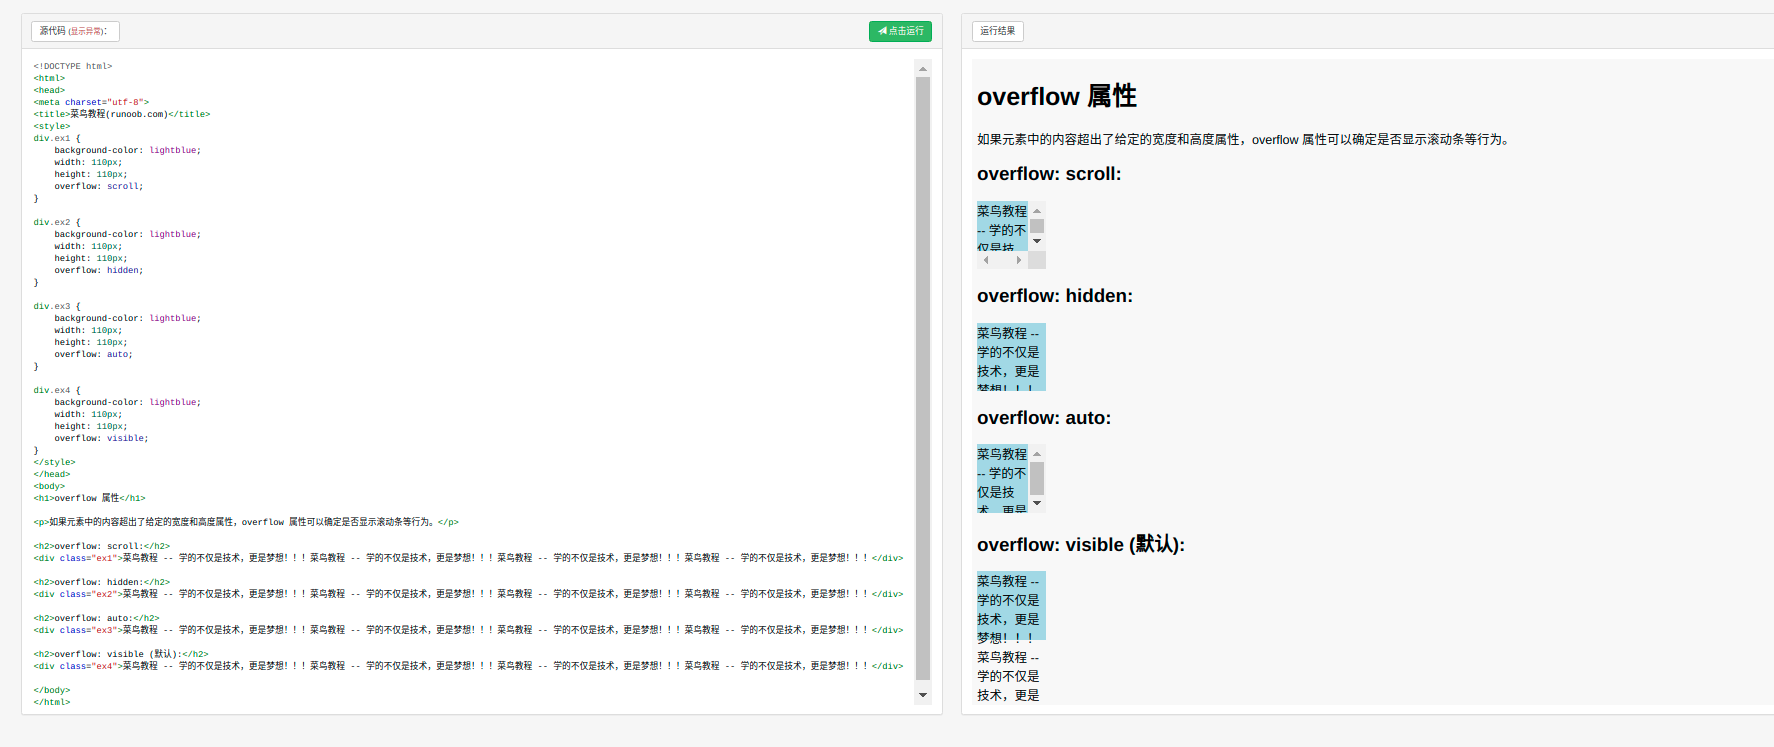 源代码 (显示异常)：
点击运行
<!DOCTYPE html>
<html>
<head>
<meta charset="utf-8">
<title>菜鸟教程(runoob.com)</title>
<style>
div.ex1 {
    background-color: lightblue;
    width: 110px;
    height: 110px;
    overflow: scroll;
}
div.ex2 {
    background-color: lightblue;
    width: 110px;
    height: 110px;
    overflow: hidden;
}
div.ex3 {
    background-color: lightblue;
    width: 110px;
    height: 110px;
    overflow: auto;
}
div.ex4 {
    background-color: lightblue;
    width: 110px;
    height: 110px;
    overflow: visible;
}
</style>
</head>
<body>
<h1>overflow 属性</h1>
<p>如果元素中的内容超出了给定的宽度和高度属性，overflow 属性可以确定是否显示滚动条等行为。</p>
<h2>overflow: scroll:</h2>
<div class="ex1">菜鸟教程 -- 学的不仅是技术，更是梦想！！！菜鸟教程 -- 学的不仅是技术，更是梦想！！！菜鸟教程 -- 学的不仅是技术，更是梦想！！！菜鸟教程 -- 学的不仅是技术，更是梦想！！！</div>
<h2>overflow: hidden:</h2>
<div class="ex2">菜鸟教程 -- 学的不仅是技术，更是梦想！！！菜鸟教程 -- 学的不仅是技术，更是梦想！！！菜鸟教程 -- 学的不仅是技术，更是梦想！！！菜鸟教程 -- 学的不仅是技术，更是梦想！！！</div>
<h2>overflow: auto:</h2>
<div class="ex3">菜鸟教程 -- 学的不仅是技术，更是梦想！！！菜鸟教程 -- 学的不仅是技术，更是梦想！！！菜鸟教程 -- 学的不仅是技术，更是梦想！！！菜鸟教程 -- 学的不仅是技术，更是梦想！！！</div>
<h2>overflow: visible (默认):</h2>
<div class="ex4">菜鸟教程 -- 学的不仅是技术，更是梦想！！！菜鸟教程 -- 学的不仅是技术，更是梦想！！！菜鸟教程 -- 学的不仅是技术，更是梦想！！！菜鸟教程 -- 学的不仅是技术，更是梦想！！！</div>
</body>
</html>
运行结果
overflow 属性
如果元素中的内容超出了给定的宽度和高度属性，overflow 属性可以确定是否显示滚动条等行为。
overflow: scroll:
菜鸟教程
-- 学的不
仅是技
overflow: hidden:
菜鸟教程 --
学的不仅是
技术，更是
梦想！！！
overflow: auto:
菜鸟教程
-- 学的不
仅是技
术，更是
overflow: visible (默认):
菜鸟教程 --
学的不仅是
技术，更是
梦想！！！
菜鸟教程 --
学的不仅是
技术，更是